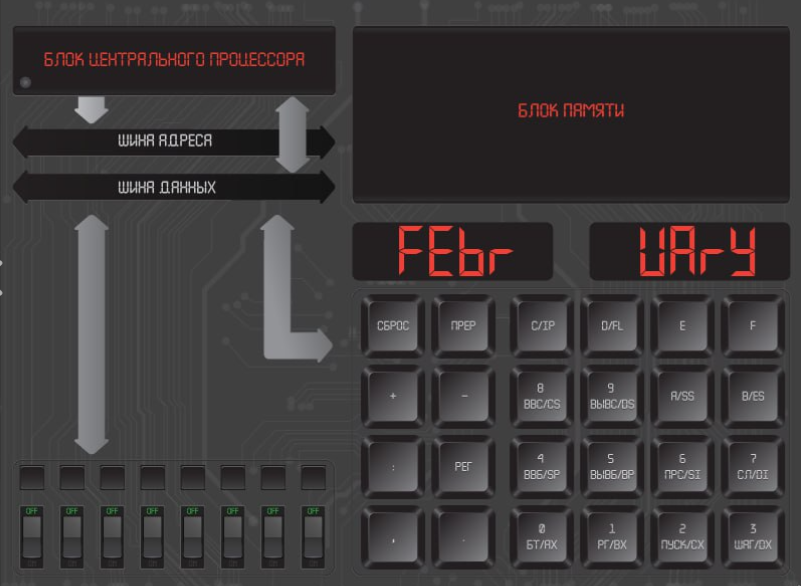 БЛОК ЦЕНТРАЛЬНОГО ПРОЦЕССОРА
БЛОК ПАМЯТИ
ШИНА АДРЕСА
ШИНА ДАННЫХ
FEbr UArY
СБРОС ПРЕР C/IP D/FL E F
+ - 8 ВВС/CS 9 ВЫВС/DS A/SS B/ES
: РЕГ 4 ВВБ/SP 5 ВЫВБ/BP 6 ПРС/SI 7 СЛ/DI
, . 0 БТ/AX 1 РГ/BX 2 ПУСК/CX 3 ШАГ/DX
OFF OFF OFF OFF OFF OFF OFF OFF